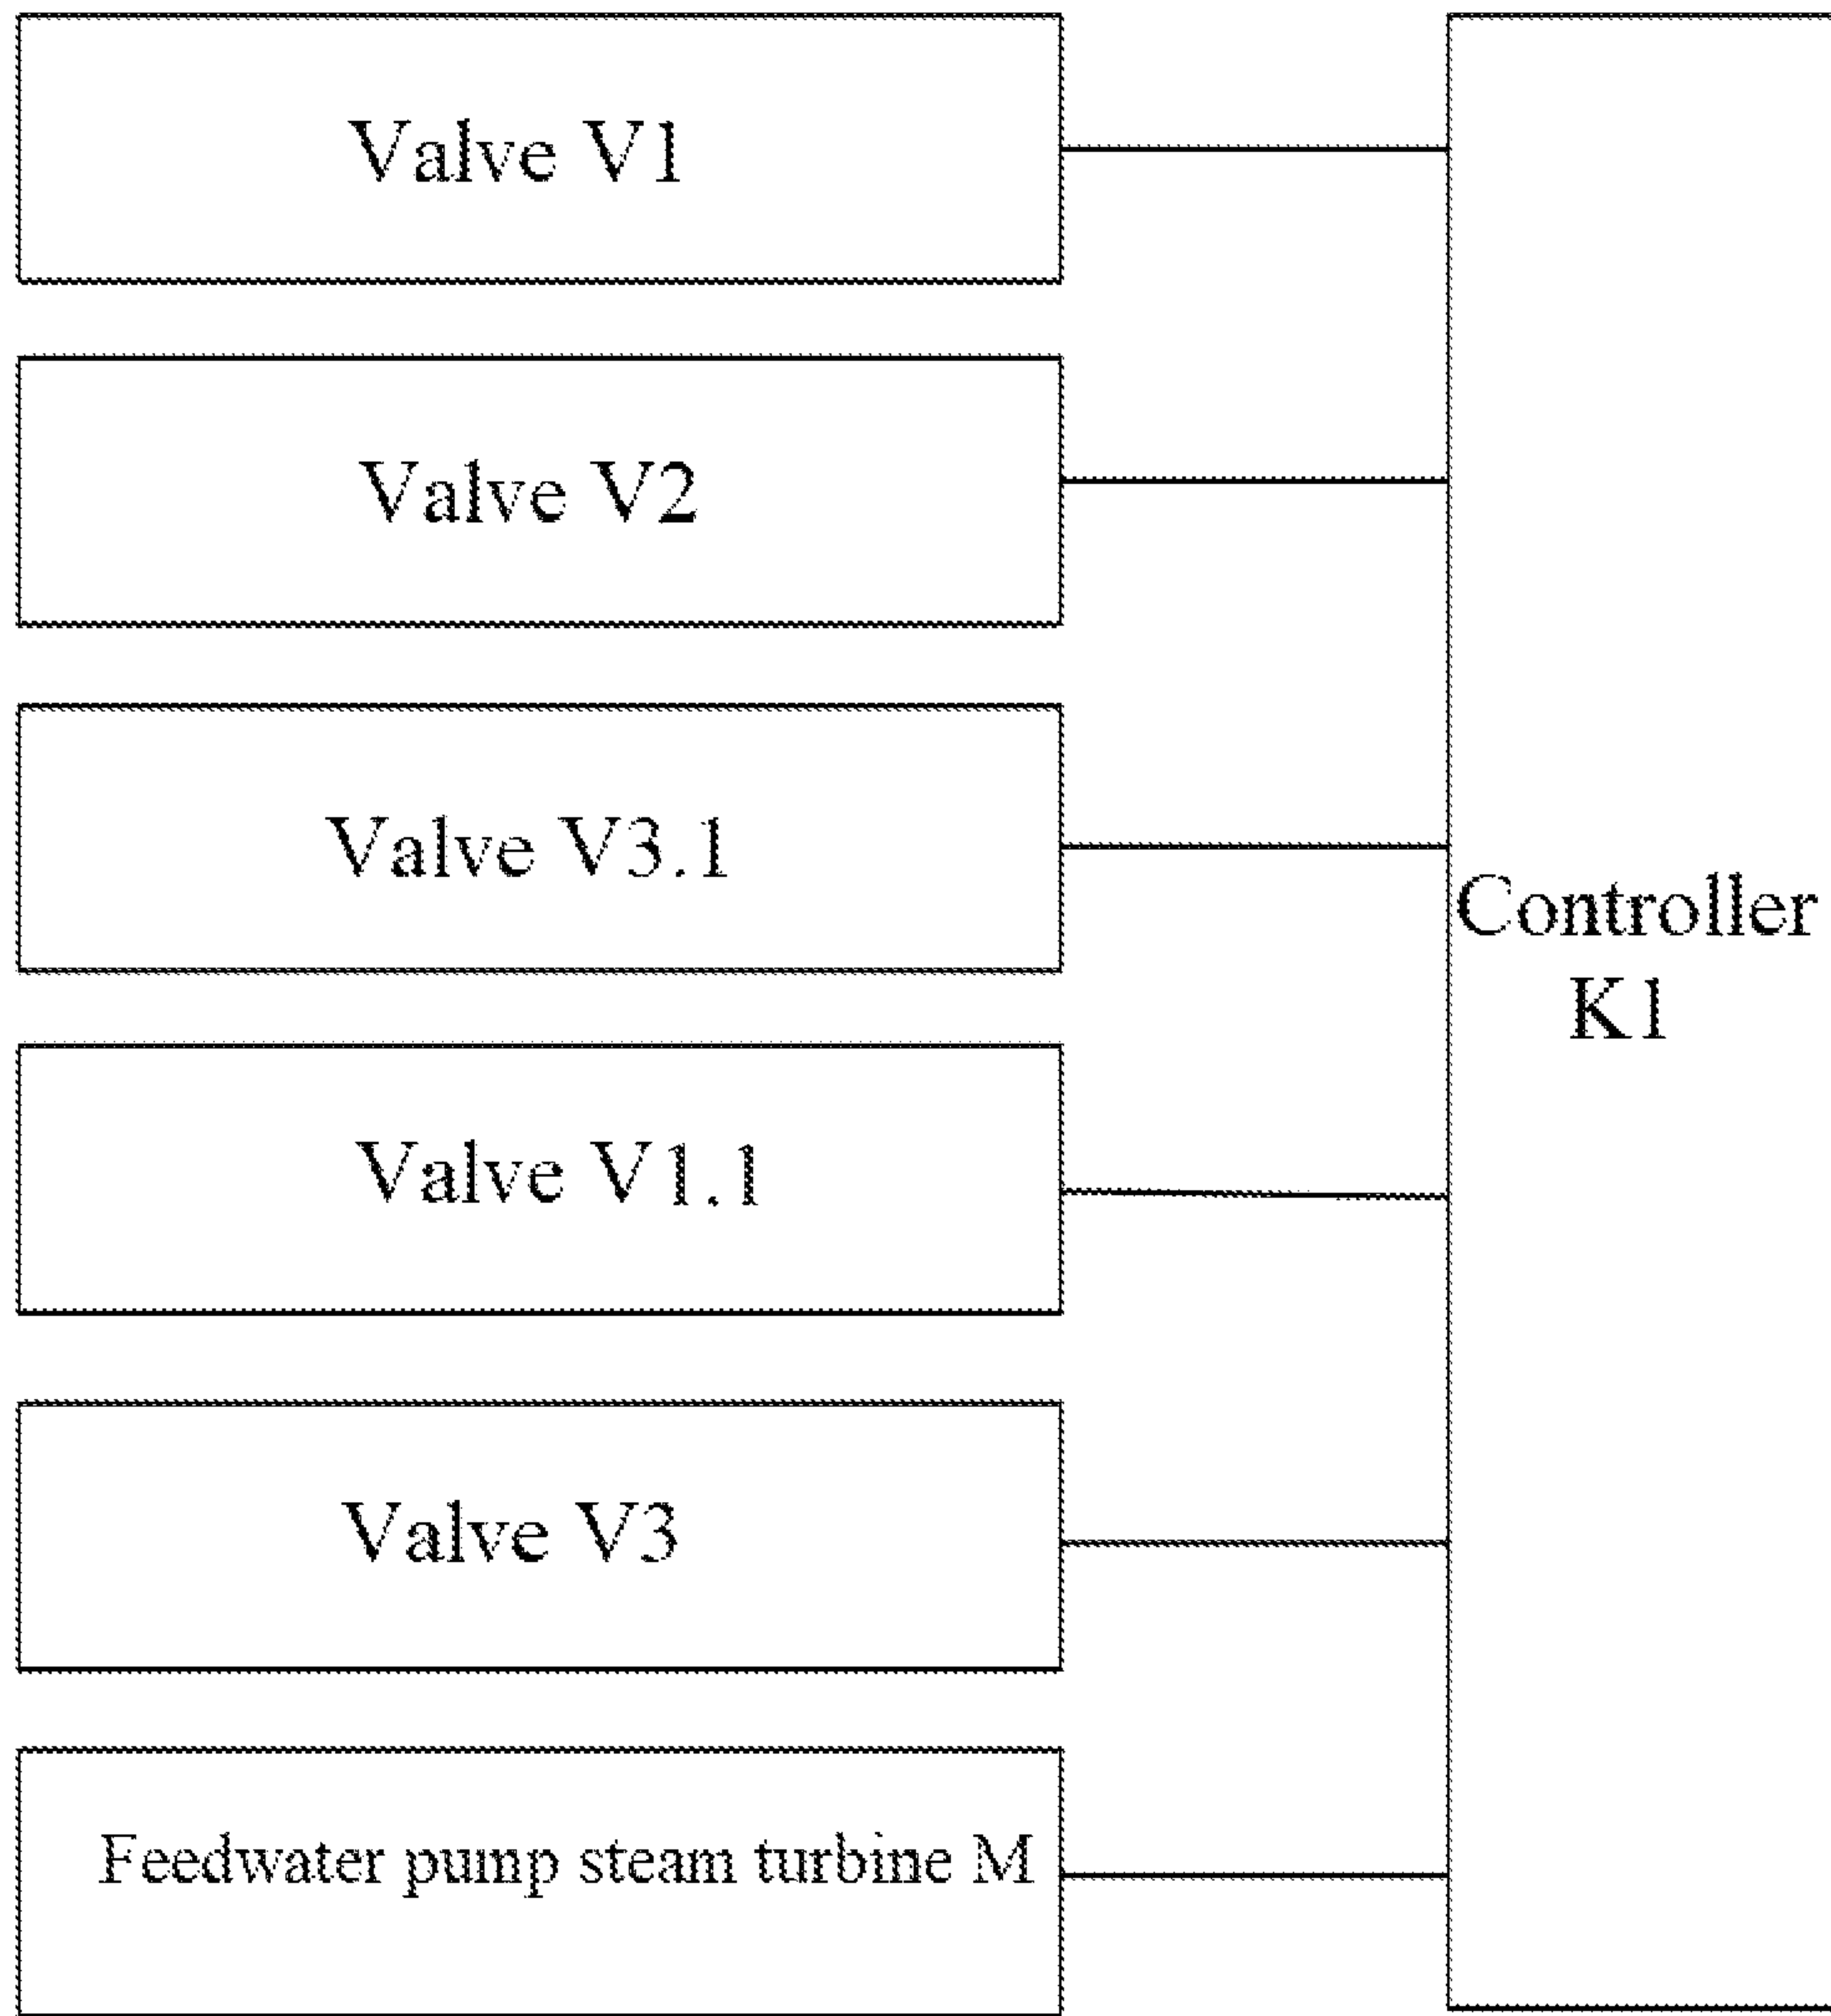 Valve V1
Valve V2
Valve V3.1
Valve V1.1
Valve V3
Feedwater pump steam turbine M
Controller
K1